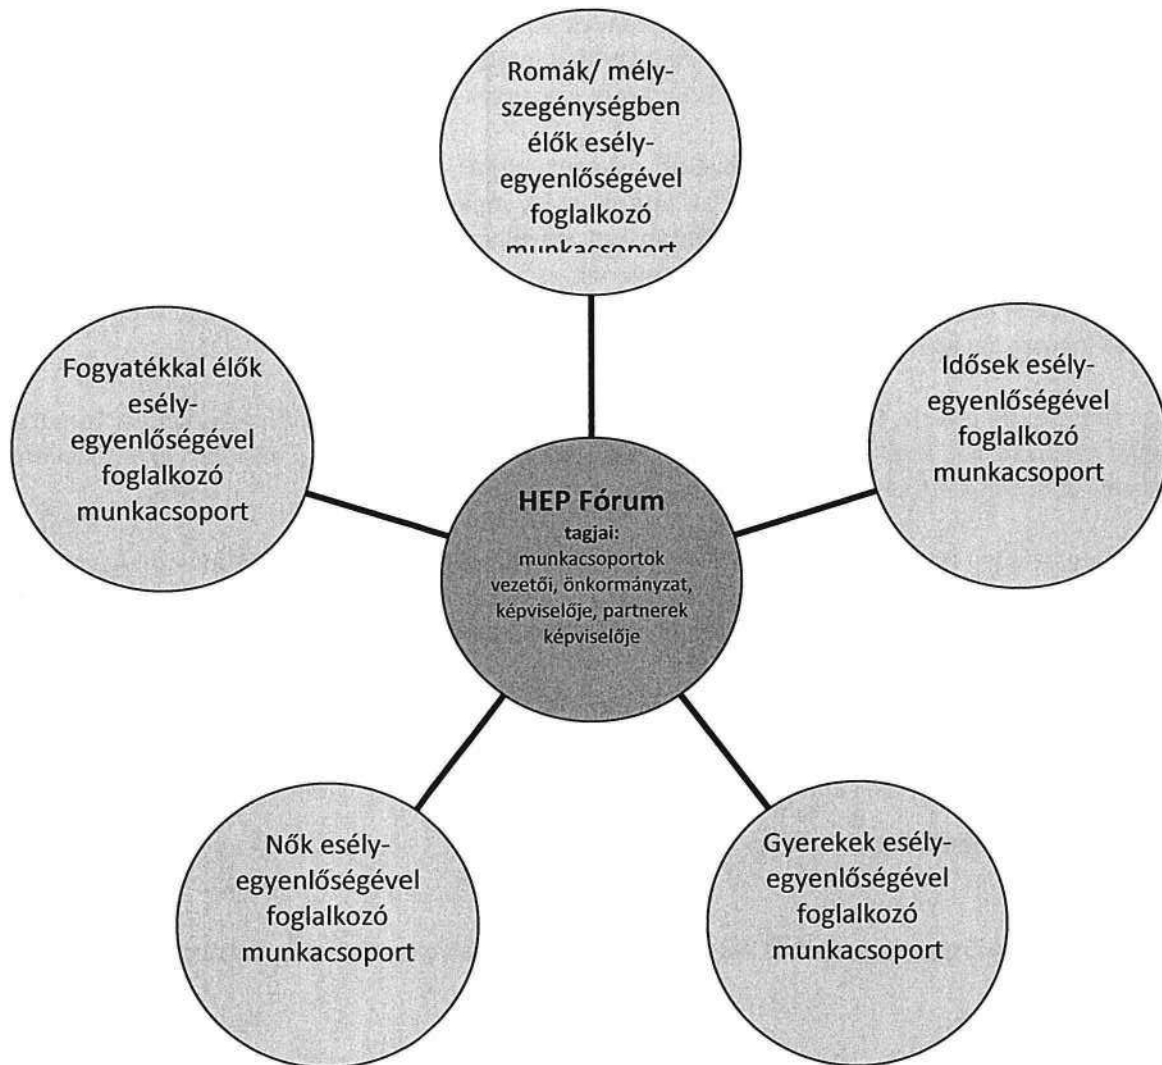 Romák/ mély-
szegénységben
élők esély-
egyenlőségével
foglalkozó
munkacsoport
Fogyatékkal élők
esély-
egyenlőségével
foglalkozó
munkacsoport
Idősek esély-
egyenlőségével
foglalkozó
munkacsoport
HEP Fórum
tagjai:
munkacsoportok
vezetői, önkormányzat,
képviselője, partnerek
képviselője
Nők esély-
egyenlőségével
foglalkozó
munkacsoport
Gyerekek esély-
egyenlőségével
foglalkozó
munkacsoport